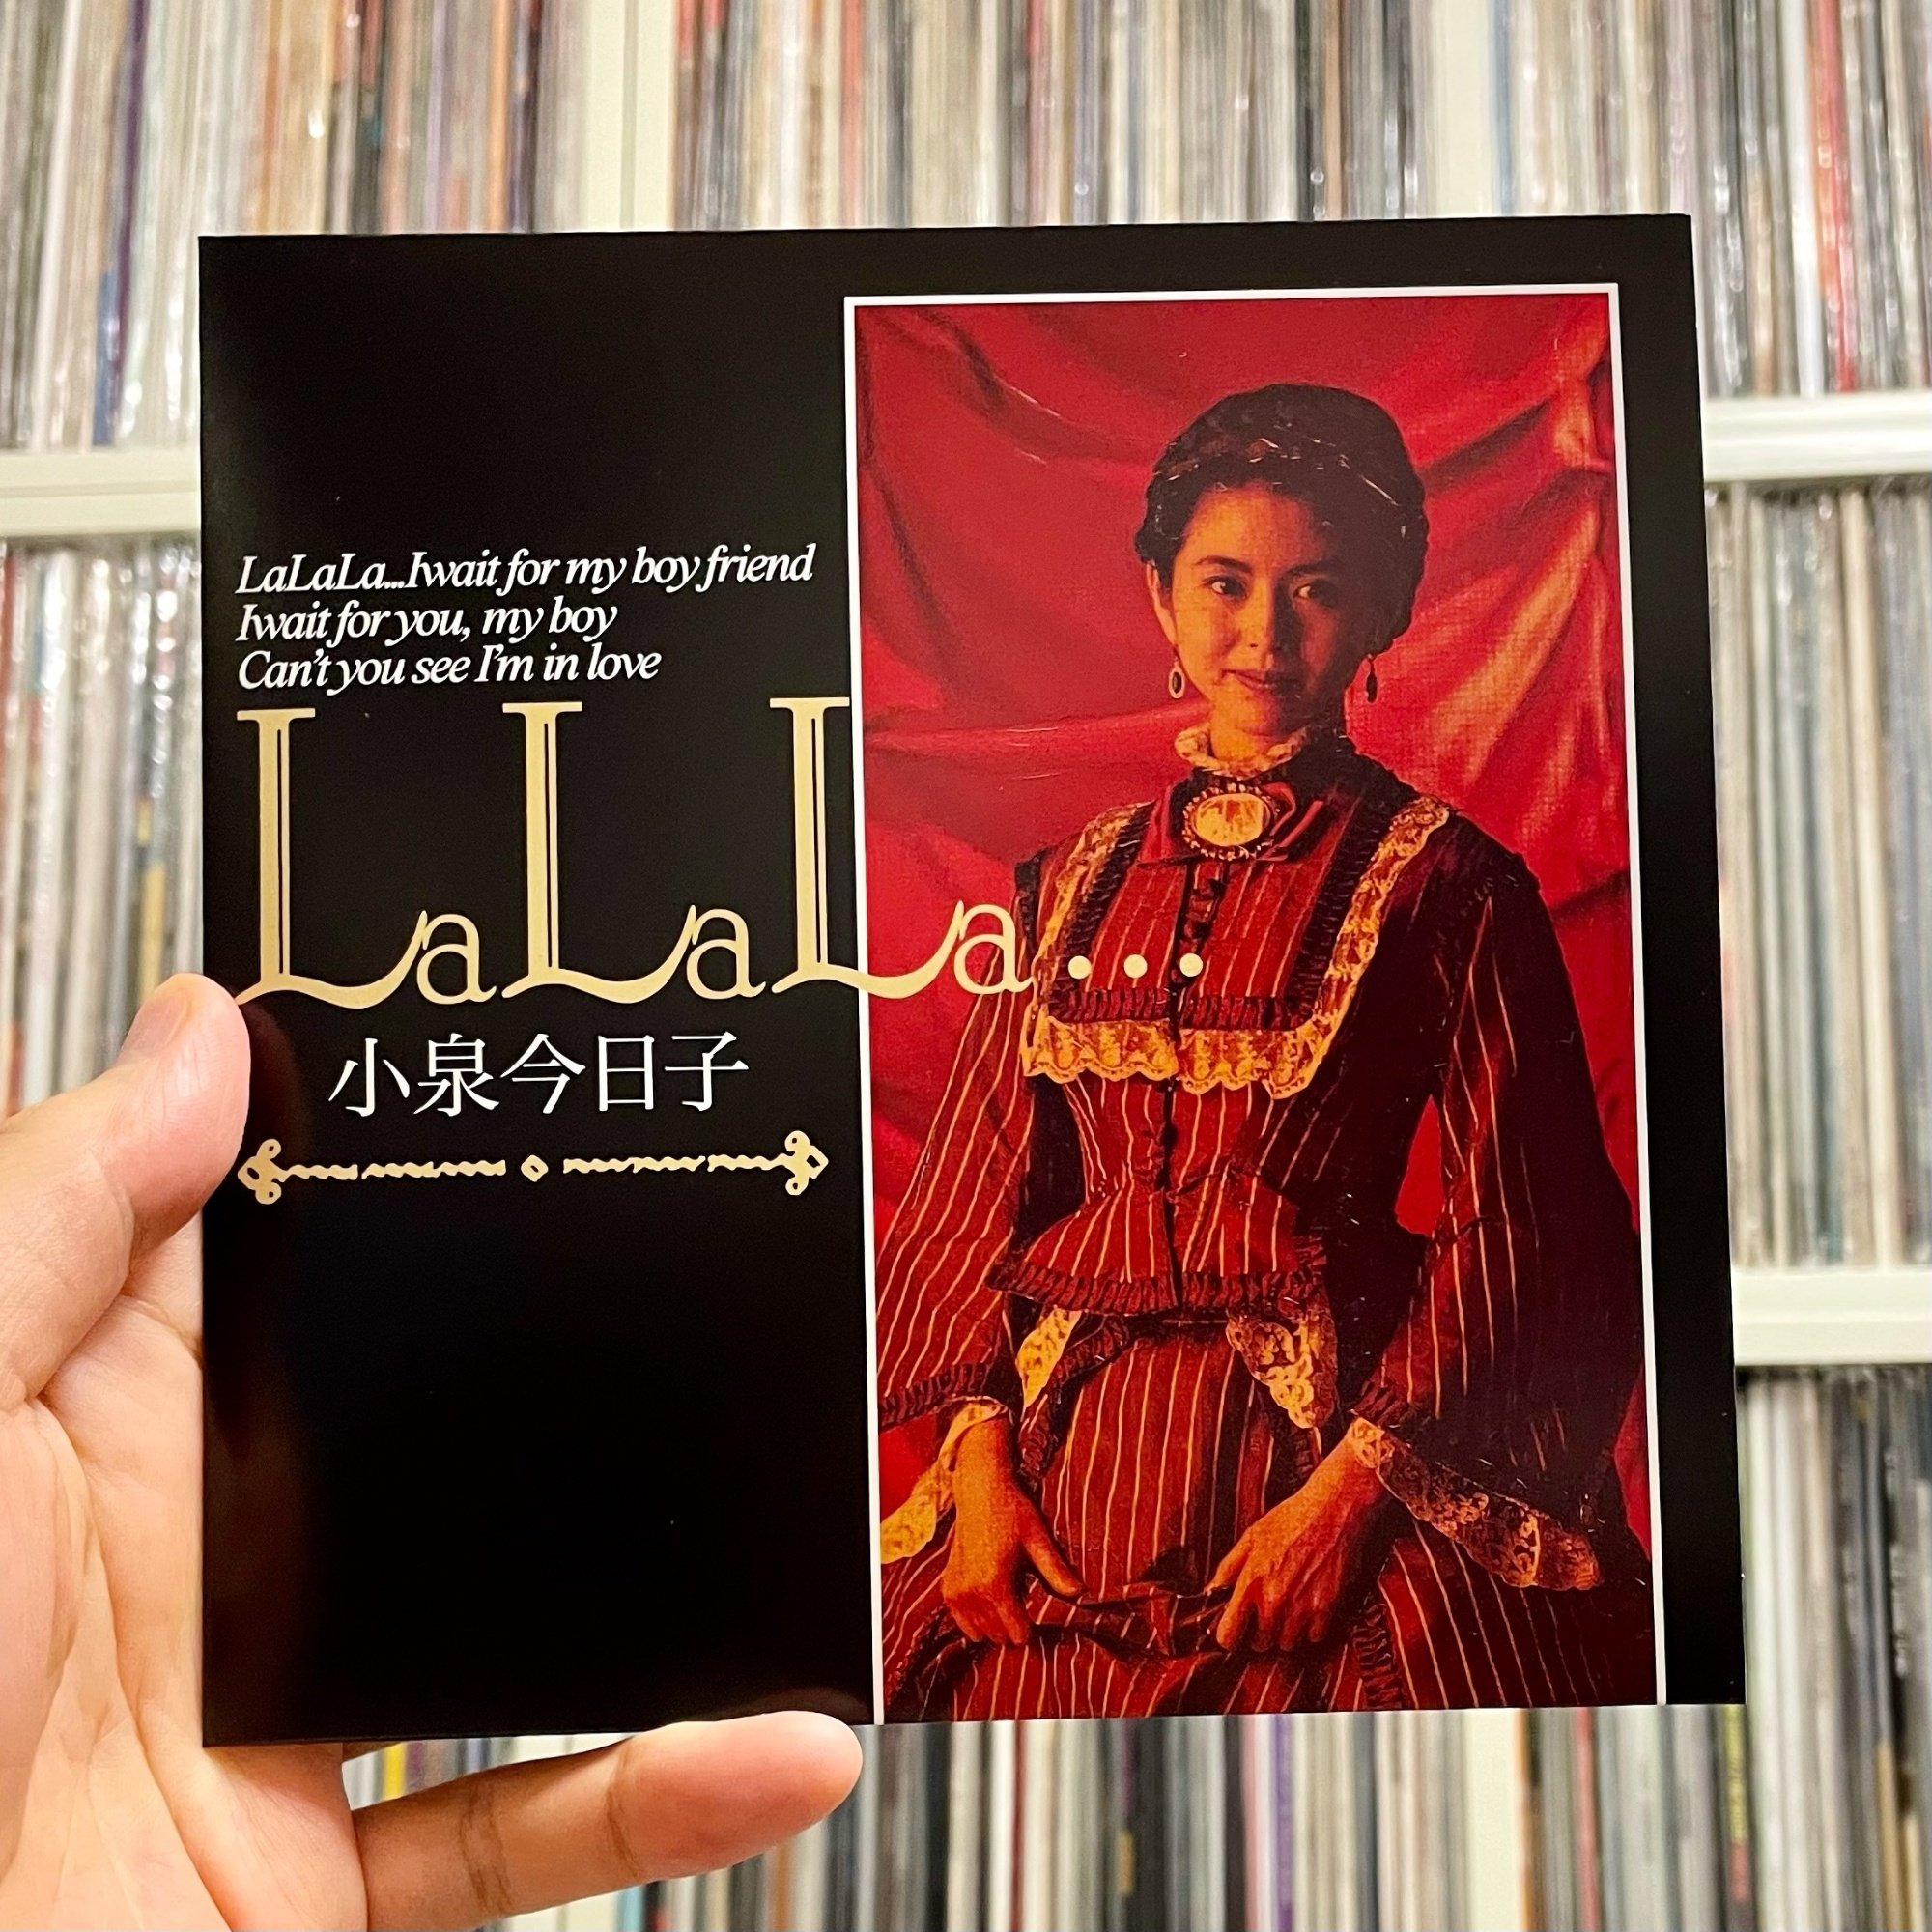 LaLaLa...Iwait for my boy friend
Iwait for you, my boy
Can't you see I'm in love
LaLaLa...
小泉今日子